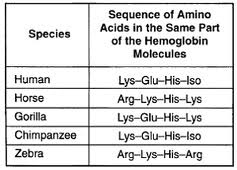 Species
Sequence of Amino
Acids in the Same Part
of the Hemoglobin
Molecules
Human Lys–Glu–His–Iso
Horse Arg–Lys–His–Lys
Gorilla Lys–Glu–His–Lys
Chimpanzee Lys–Glu–His–Iso
Zebra Arg–Lys–His–Arg